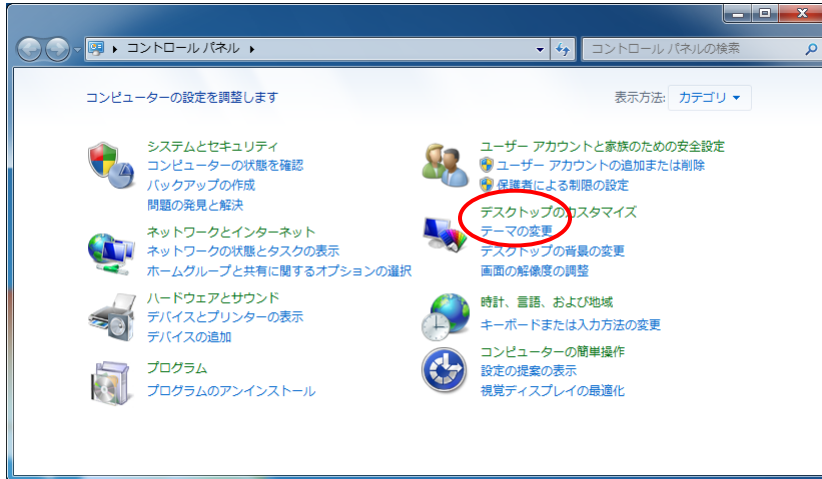 コントロール パネル
コントロール パネルの検索
コンピューターの設定を調整します
表示方法: カテゴリ
システムとセキュリティ
コンピューターの状態を確認
バックアップの作成
問題の発見と解決
ネットワークとインターネット
ネットワークの状態とタスクの表示
ホームグループと共有に関するオプションの選択
ハードウェアとサウンド
デバイスとプリンターの表示
デバイスの追加
プログラム
プログラムのアンインストール
ユーザー アカウントと家族のための安全設定
ユーザー アカウントの追加または削除
保護者による制限の設定
デスクトップのカスタマイズ
テーマの変更
デスクトップの背景の変更
画面の解像度の調整
時計、言語、および地域
キーボードまたは入力方法の変更
コンピューターの簡単操作
設定の提案の表示
視覚ディスプレイの最適化